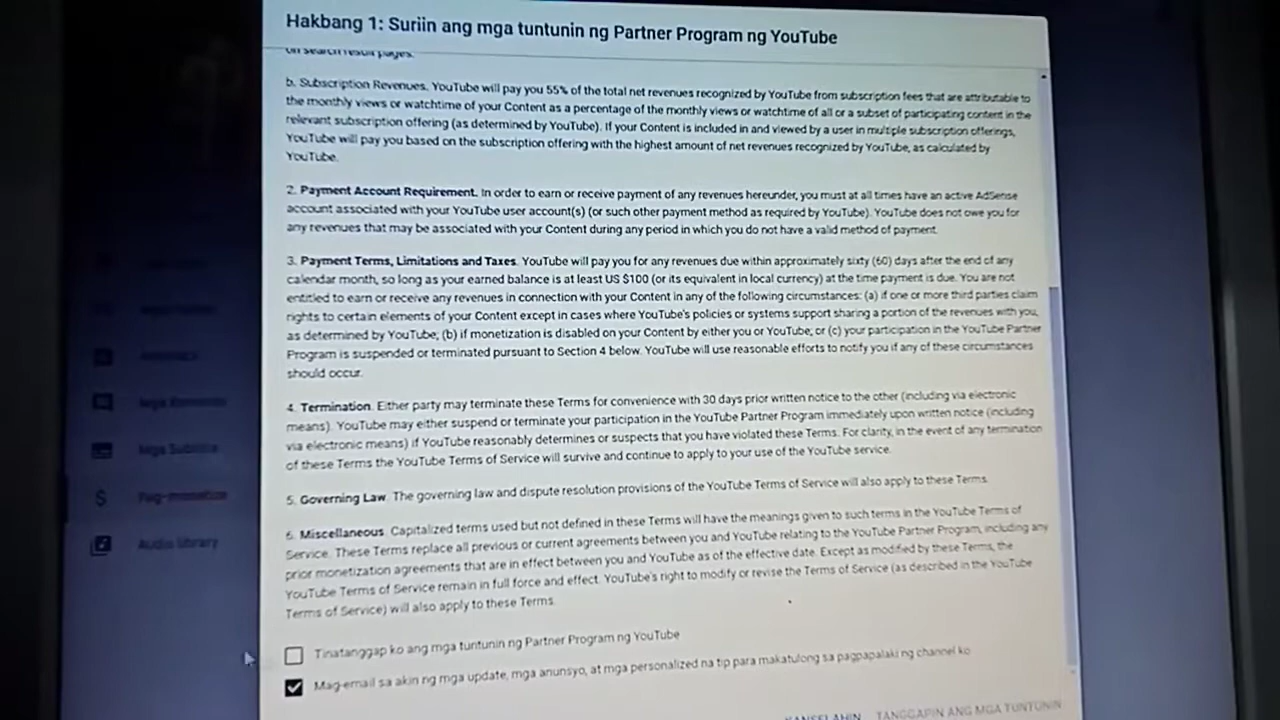 Hakbang 1: Suriin ang mga tuntunin ng Partner Program ng YouTube
on search result pages.
b. Subscription Revenues. YouTube will pay you 55% of the total net revenues recognized by YouTube from subscription fees that are attributable to
the monthly views or watchtime of your Content as a percentage of the monthly views or watchtime of all or a subset of participating content in the
relevant subscription offering (as determined by YouTube). If your Content is included in and viewed by a user in multiple subscription offerings,
YouTube will pay you based on the subscription offering with the highest amount of net revenues recognized by YouTube, as calculated by
YouTube.
2. Payment Account Requirement. In order to earn or receive payment of any revenues hereunder, you must at all times have an active AdSense
account associated with your YouTube user account(s) (or such other payment method as required by YouTube). YouTube does not owe you for
any revenues that may be associated with your Content during any period in which you do not have a valid method of payment.
3. Payment Terms, Limitations and Taxes. YouTube will pay you for any revenues due within approximately sixty (60) days after the end of any
calendar month, so long as your earned balance is at least US $100 (or its equivalent in local currency) at the time payment is due. You are not
entitled to earn or receive any revenues in connection with your Content in any of the following circumstances: (a) if one or more third parties claim
rights to certain elements of your Content except in cases where YouTube's policies or systems support sharing a portion of the revenues with you,
as determined by YouTube; (b) if monetization is disabled on your Content by either you or YouTube; or (c) your participation in the YouTube Partner
Program is suspended or terminated pursuant to Section 4 below. YouTube will use reasonable efforts to notify you if any of these circumstances
should occur.
4. Termination. Either party may terminate these Terms for convenience with 30 days prior written notice to the other (including via electronic
means). YouTube may either suspend or terminate your participation in the YouTube Partner Program immediately upon written notice (including
via electronic means) if YouTube reasonably determines or suspects that you have violated these Terms. For clarity, in the event of any termination
of these Terms the YouTube Terms of Service will survive and continue to apply to your use of the YouTube service.
5. Governing Law. The governing law and dispute resolution provisions of the YouTube Terms of Service will also apply to these Terms.
6. Miscellaneous. Capitalized terms used but not defined in these Terms will have the meanings given to such terms in the YouTube Terms of
Service. These Terms replace all previous or current agreements between you and YouTube relating to the YouTube Partner Program, including any
prior monetization agreements that are in effect between you and YouTube as of the effective date. Except as modified by these Terms, the
YouTube Terms of Service remain in full force and effect. YouTube's right to modify or revise the Terms of Service (as described in the YouTube
Terms of Service) will also apply to these Terms.
Tinatanggap ko ang mga tuntunin ng Partner Program ng YouTube
Mag-email sa akin ng mga update, mga anunsyo, at mga personalized na tip para makatulong sa pagpapalaki ng channel ko
KANSELAHIN TANGGAPIN ANG MGA TUNTUNIN
Mga Subtitle
Audio library